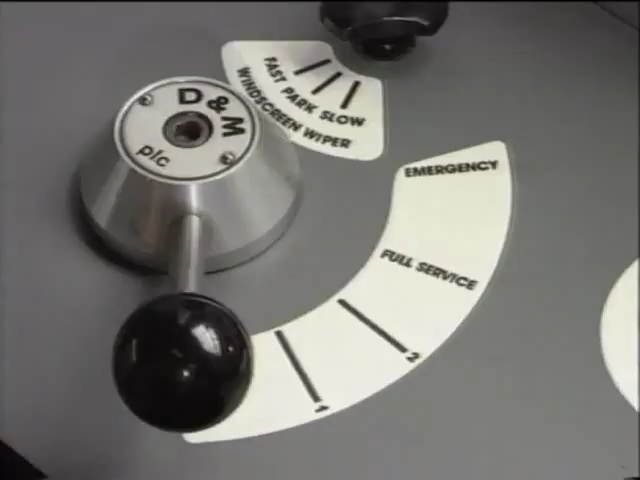 FAST PARK SLOW
WINDSCREEN WIPER
D&M
plc
EMERGENCY
FULL SERVICE
2
1